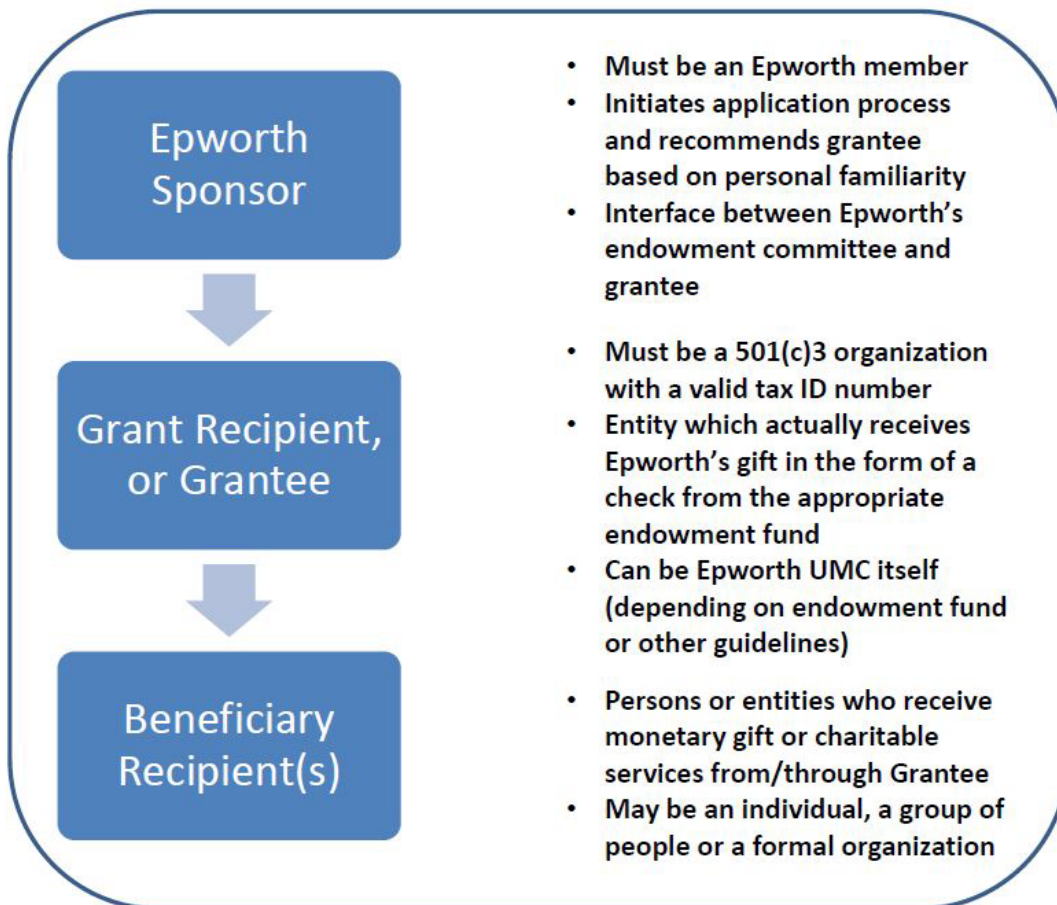 Epworth
Sponsor
• Must be an Epworth member
• Initiates application process
and recommends grantee
based on personal familiarity
• Interface between Epworth’s
endowment committee and
grantee
Grant Recipient,
or Grantee
• Must be a 501(c)3 organization
with a valid tax ID number
• Entity which actually receives
Epworth’s gift in the form of a
check from the appropriate
endowment fund
• Can be Epworth UMC itself
(depending on endowment fund
or other guidelines)
Beneficiary
Recipient(s)
• Persons or entities who receive
monetary gift or charitable
services from/through Grantee
• May be an individual, a group of
people or a formal organization